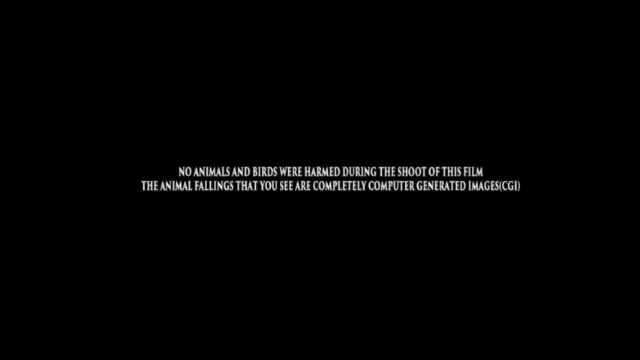 NO ANIMALS AND BIRDS WERE HARMED DURING THE SHOOT OF THIS FILM
THE ANIMAL FALLINGS THAT YOU SEE ARE COMPLETELY COMPUTER GENERATED IMAGES(CGI)